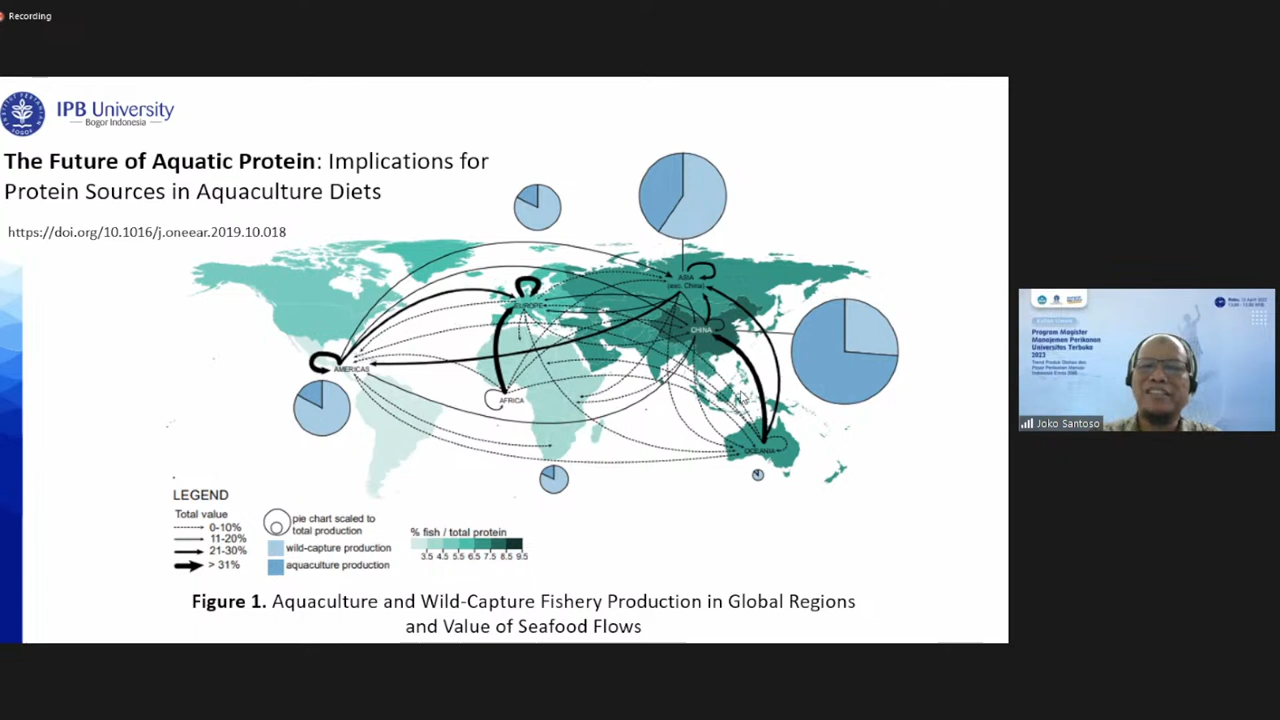 Recording
IPB University
Bogor Indonesia
The Future of Aquatic Protein: Implications for
Protein Sources in Aquaculture Diets
https://doi.org/10.1016/j.oneear.2019.10.018
ASIA
(exc. China)
EUROPE
CHINA
AMERICAS
AFRICA
OCEANIA
LEGEND
Total value
0-10%
11-20%
21-30%
> 31%
pie chart scaled to
total production
wild-capture production
aquaculture production
% fish / total protein
3.5 4.5 5.5 6.5 7.5 8.5 9.5
Figure 1. Aquaculture and Wild-Capture Fishery Production in Global Regions
and Value of Seafood Flows
Program Magister
Manajemen Perikanan
Universitas Terbuka
2023
Joko Santoso